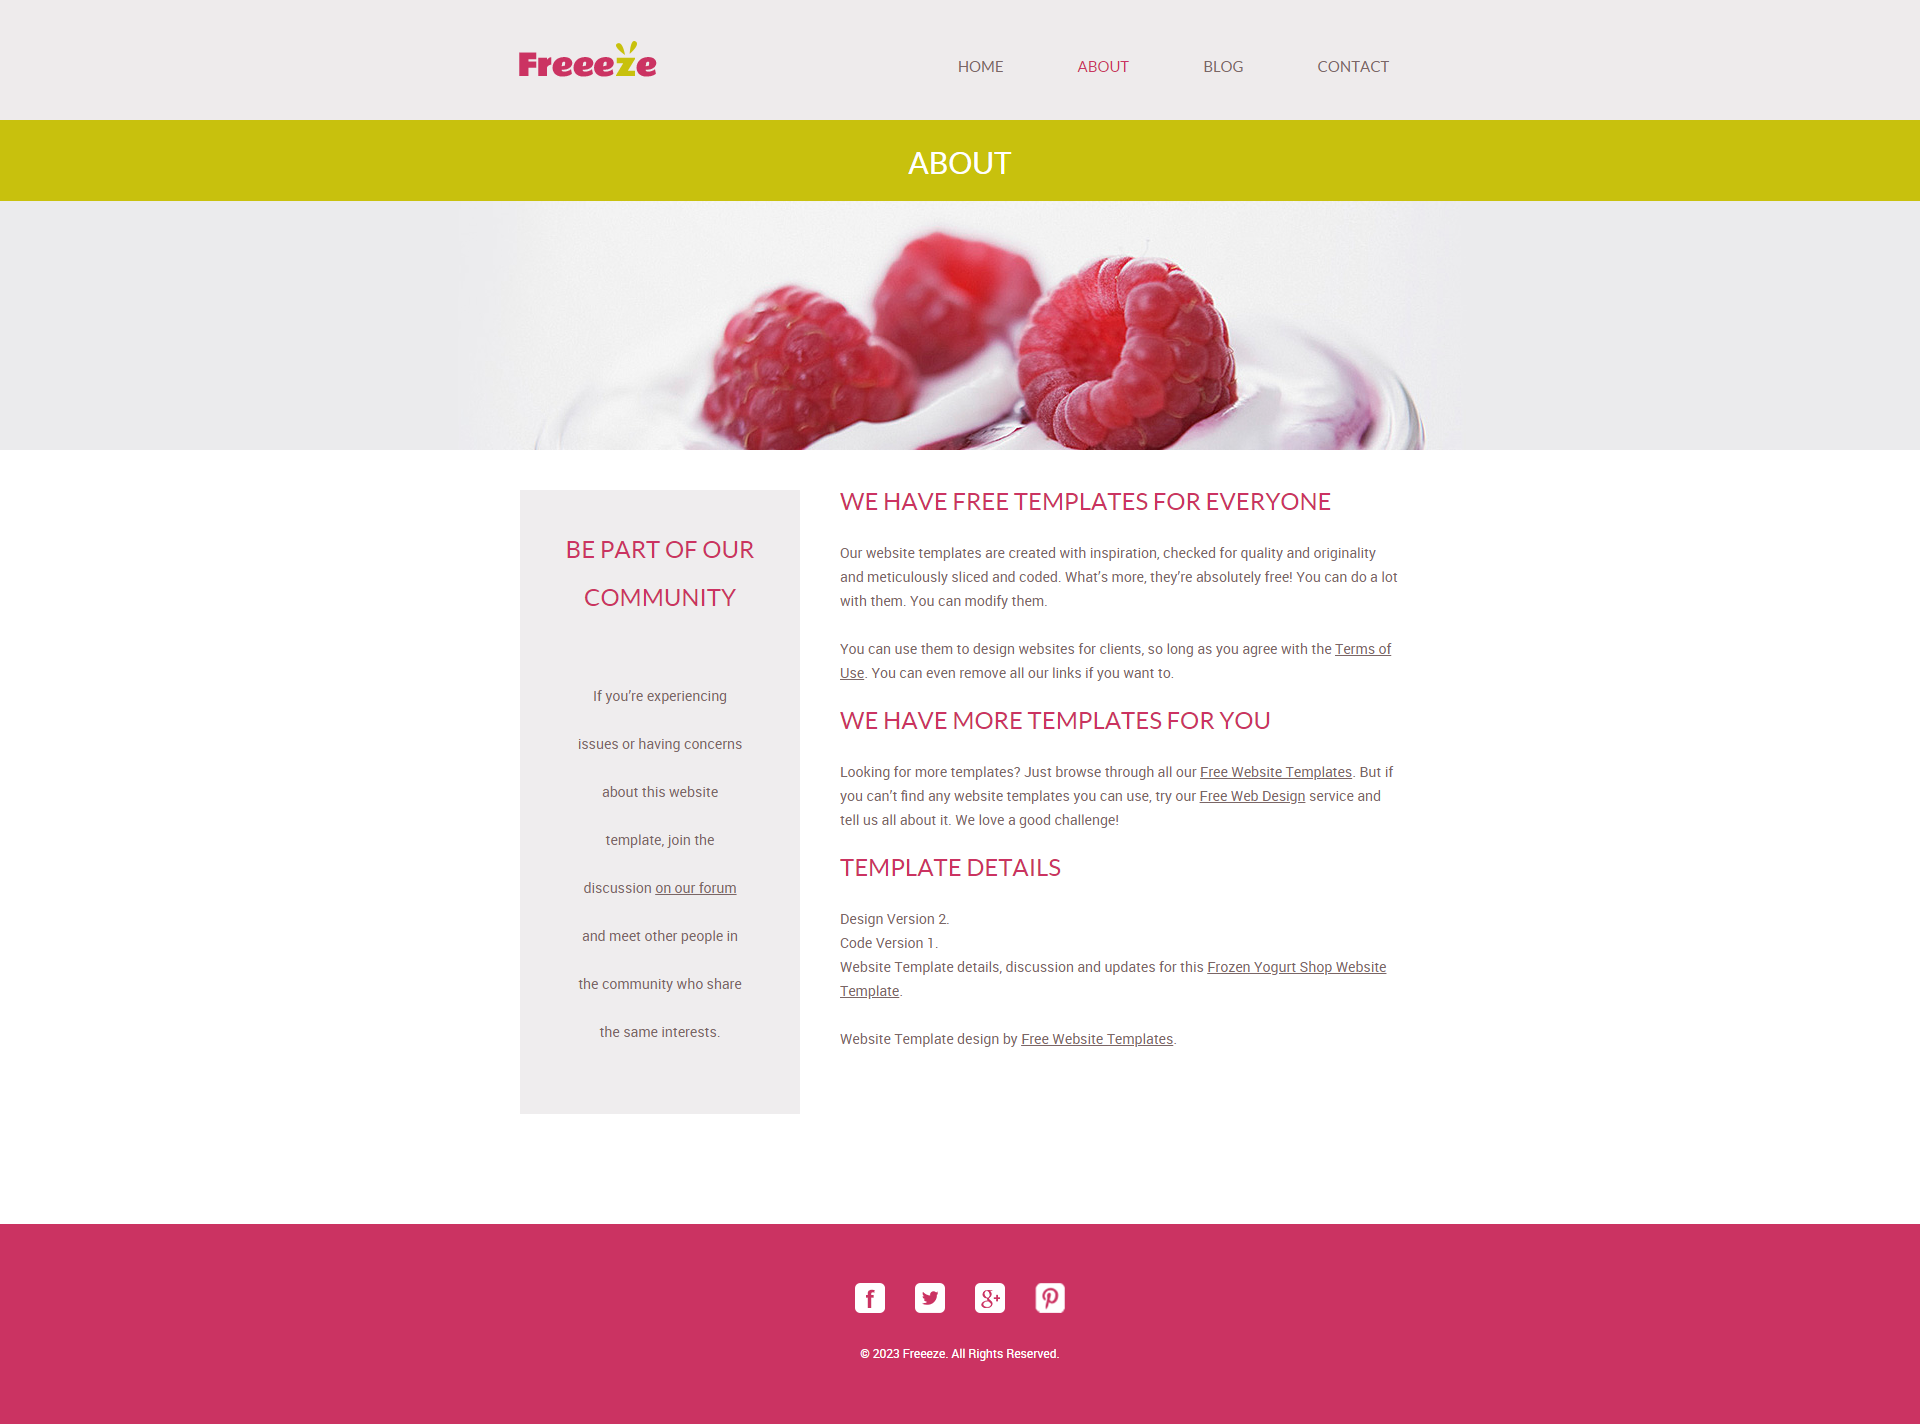 Freeeze
HOME ABOUT BLOG CONTACT
ABOUT
BE PART OF OUR
COMMUNITY
If you’re experiencing
issues or having concerns
about this website
template, join the
discussion on our forum
and meet other people in
the community who share
the same interests.
WE HAVE FREE TEMPLATES FOR EVERYONE
Our website templates are created with inspiration, checked for quality and originality
and meticulously sliced and coded. What’s more, they’re absolutely free! You can do a lot
with them. You can modify them.
You can use them to design websites for clients, so long as you agree with the Terms of
Use. You can even remove all our links if you want to.
WE HAVE MORE TEMPLATES FOR YOU
Looking for more templates? Just browse through all our Free Website Templates. But if
you can’t find any website templates you can use, try our Free Web Design service and
tell us all about it. We love a good challenge!
TEMPLATE DETAILS
Design Version 2.
Code Version 1.
Website Template details, discussion and updates for this Frozen Yogurt Shop Website
Template.
Website Template design by Free Website Templates.
© 2023 Freeeze. All Rights Reserved.